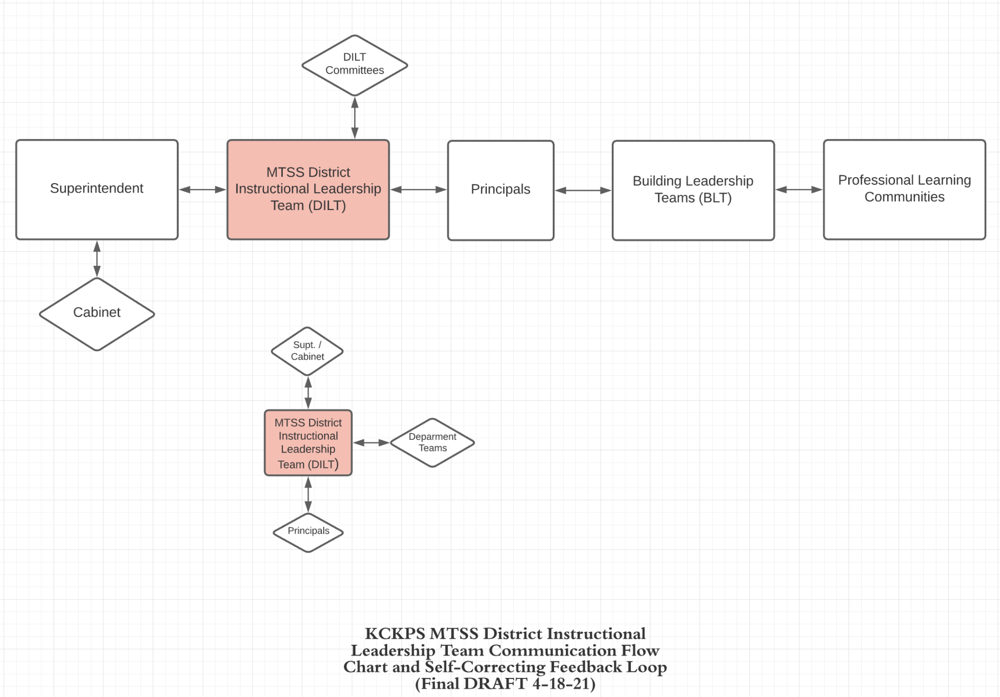 DILT
Committees
Superintendent
MTSS District
Instructional Leadership
Team (DILT)
Principals
Building Leadership
Teams (BLT)
Professional Learning
Communities
Cabinet
Supt. /
Cabinet
MTSS District
Instructional
Leadership
Team (DILT)
Deparment
Teams
Principals
KCKPS MTSS District Instructional
Leadership Team Communication Flow
Chart and Self-Correcting Feedback Loop
(Final DRAFT 4-18-21)